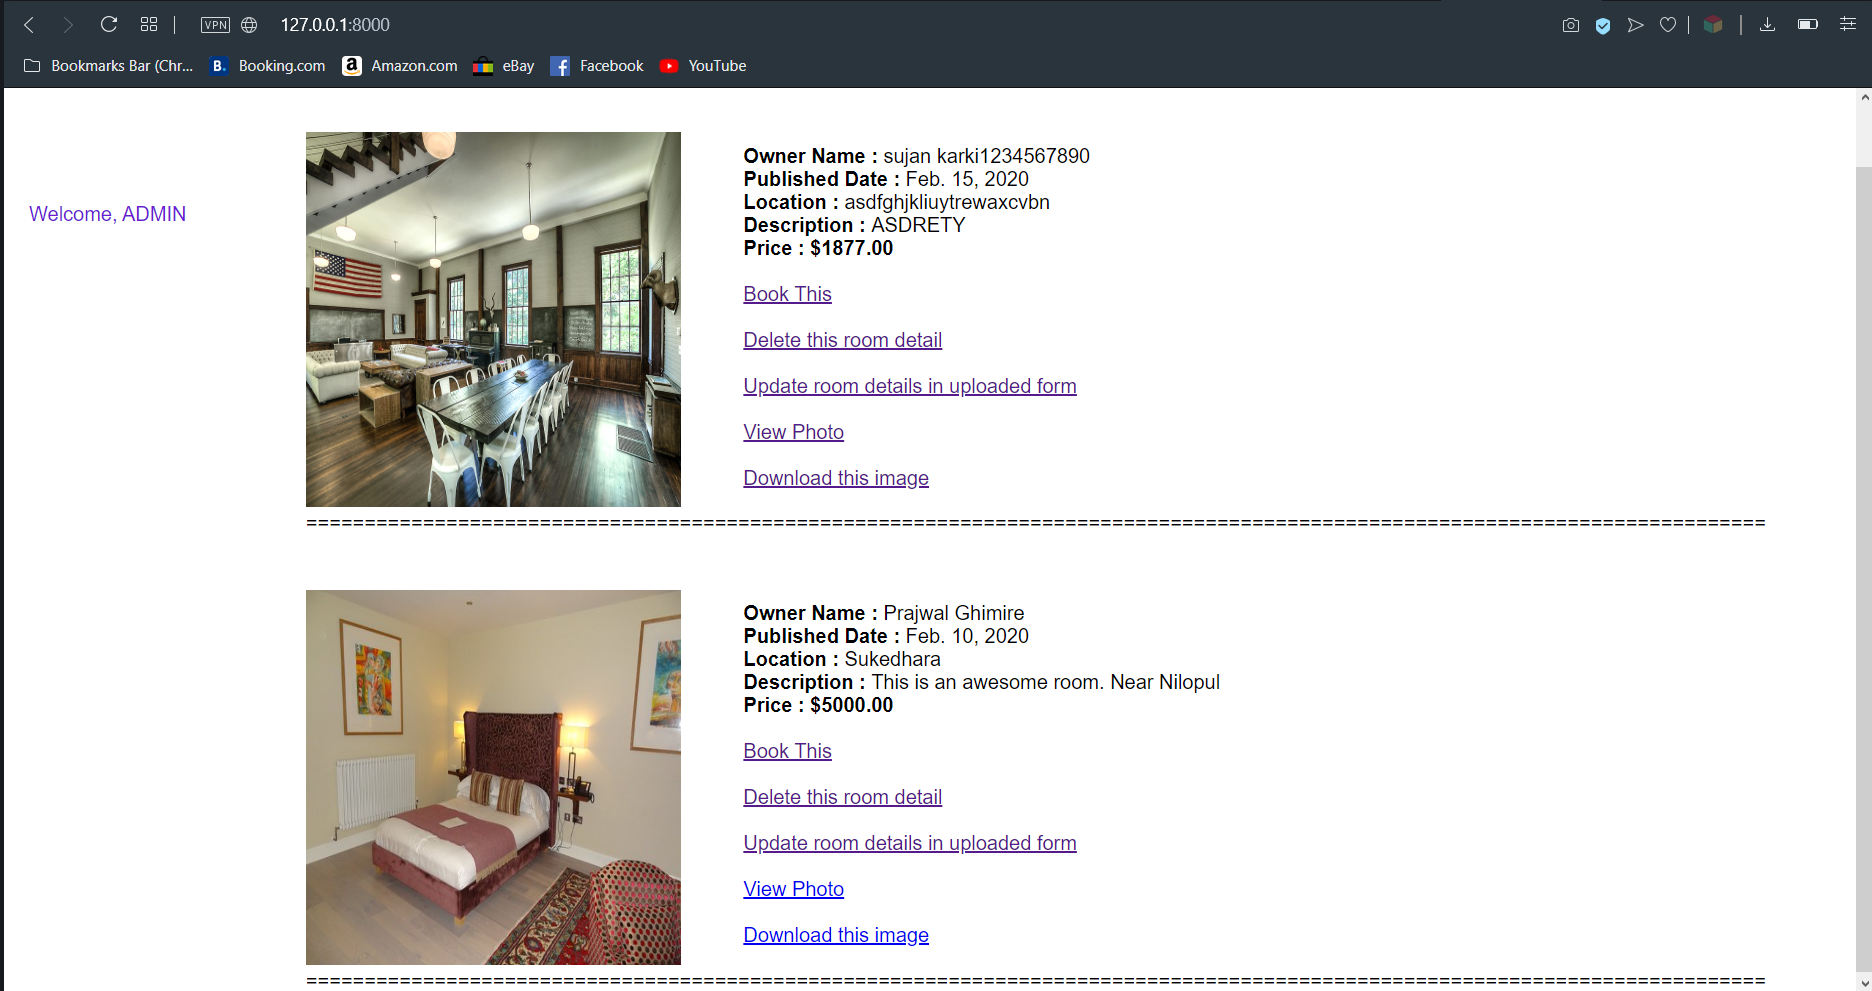 VPN 127.0.0.1:8000
Bookmarks Bar (Chr... B. Booking.com a Amazon.com eBay f Facebook YouTube
Welcome, ADMIN
Owner Name : sujan karki1234567890
Published Date : Feb. 15, 2020
Location : asdfghjkliuytrewaxcvbn
Description : ASDRETY
Price : $1877.00
Book This
Delete this room detail
Update room details in uploaded form
View Photo
Download this image
=============================================================================================================================
Owner Name : Prajwal Ghimire
Published Date : Feb. 10, 2020
Location : Sukedhara
Description : This is an awesome room. Near Nilopul
Price : $5000.00
Book This
Delete this room detail
Update room details in uploaded form
View Photo
Download this image
=============================================================================================================================